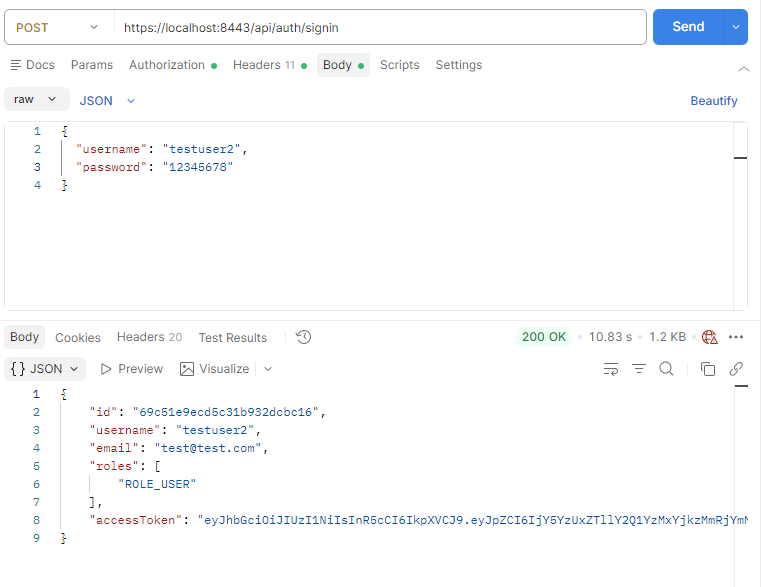 POST https://localhost:8443/api/auth/signin Send
Docs Params Authorization Headers 11 Body Scripts Settings
raw JSON Beautify
1 {
2 "username": "testuser2",
3 "password": "12345678"
4 }
Body Cookies Headers 20 Test Results 200 OK 10.83 s 1.2 KB
{} JSON Preview Visualize
1 {
2 "id": "69c51e9ecd5c31b932dcbc16",
3 "username": "testuser2",
4 "email": "test@test.com",
5 "roles": [
6 "ROLE_USER"
7 ],
8 "accessToken": "eyJhbGciOiJIUzI1NiIsInR5cCI6IkpXVCJ9.eyJpZCI6IjY5YzUxZTllY2Q1YzMxYjkzMmRjYmM
9 }